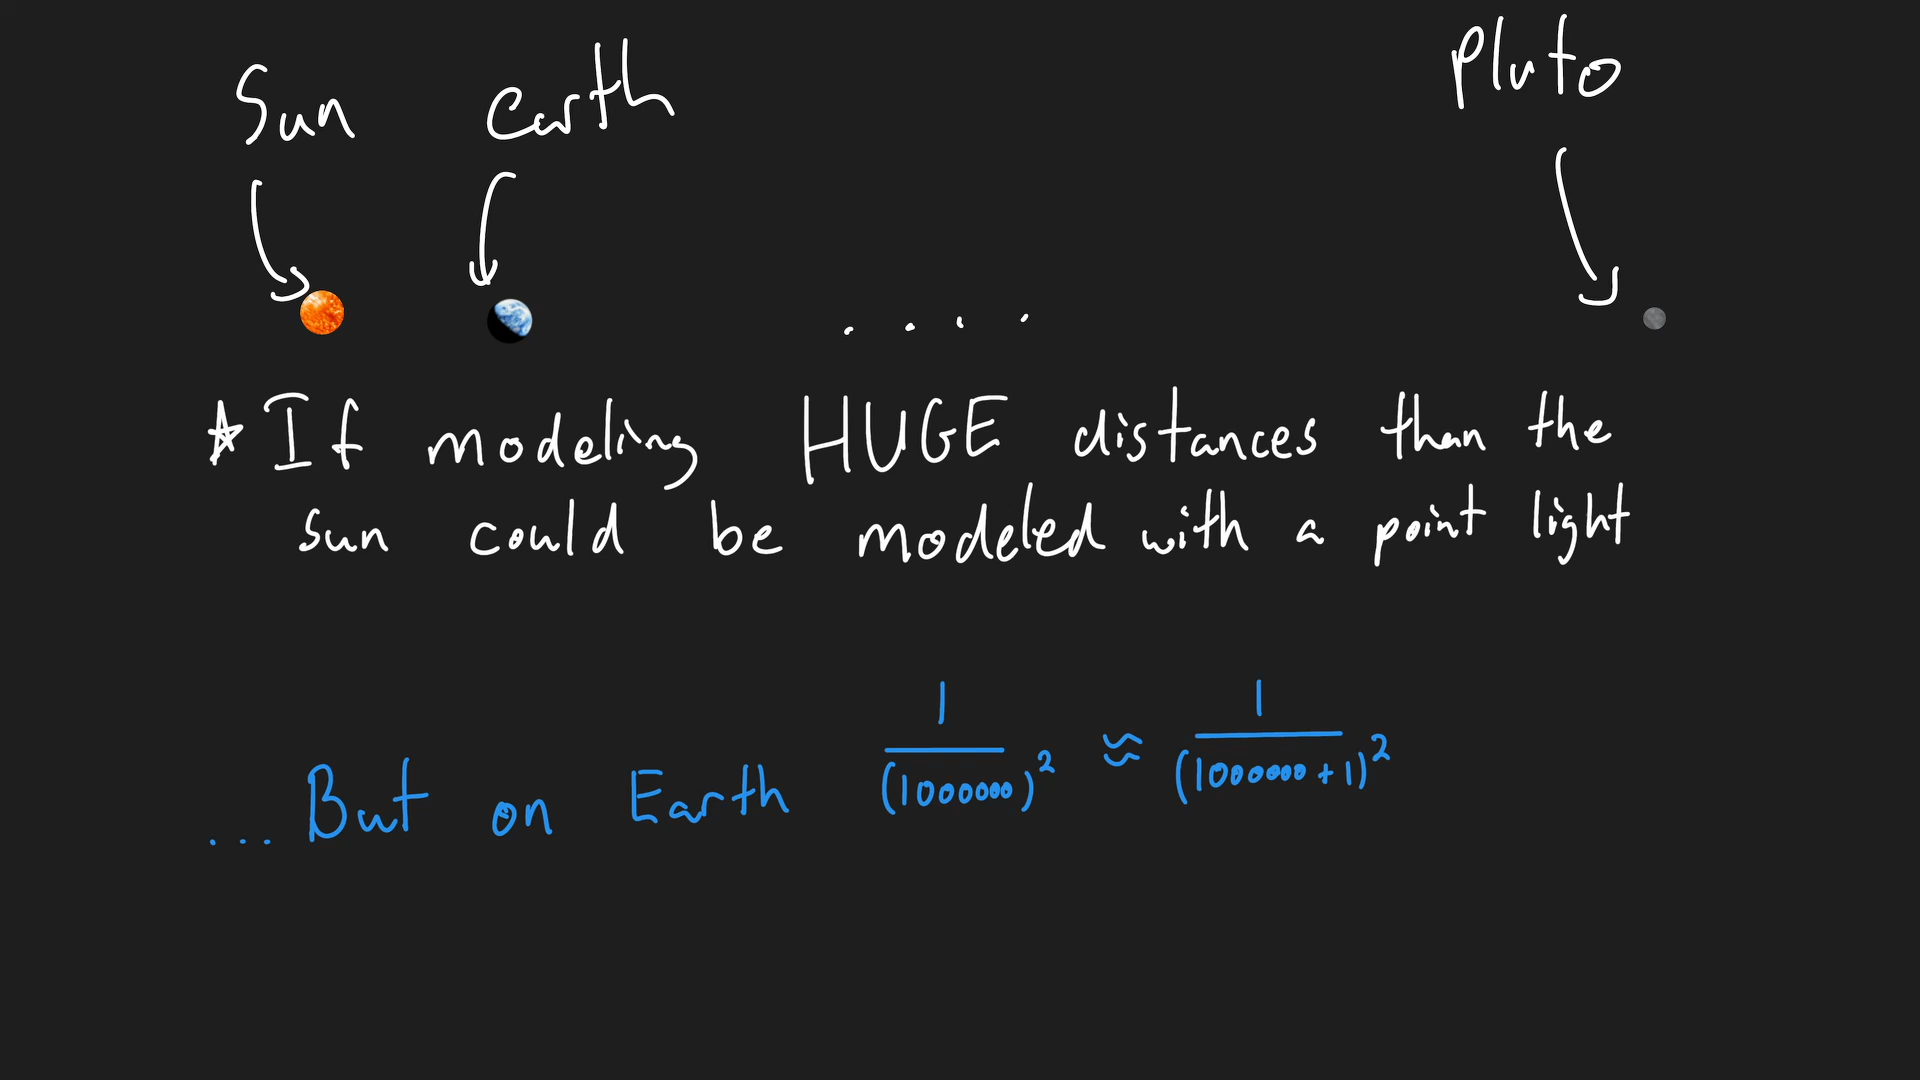 Sun earth Pluto
☆ If modeling HUGE distances than the
sun could be modeled with a point light
... But on Earth 1/(1000000)² ≈ 1/(1000000+1)²